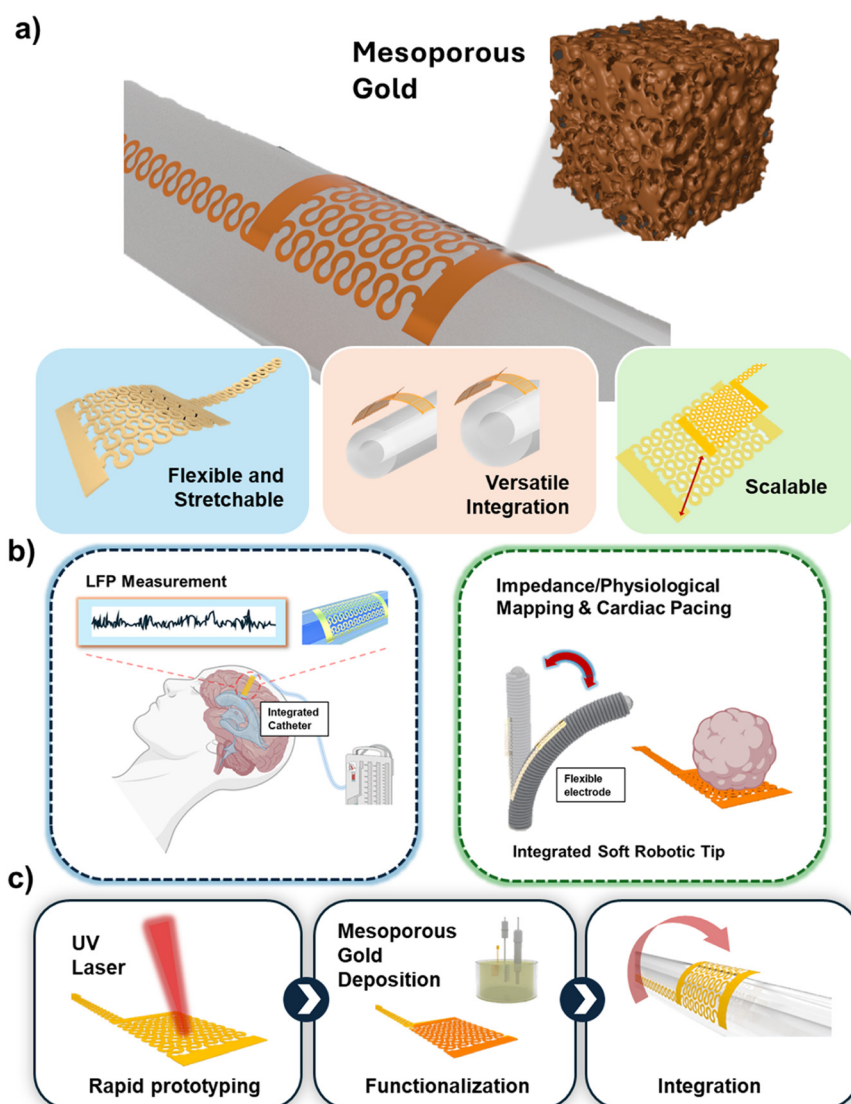 a)
Mesoporous
Gold
Flexible and
Stretchable
Versatile
Integration
Scalable
b)
LFP Measurement
Integrated
Catheter
Impedance/Physiological
Mapping & Cardiac Pacing
Flexible
electrode
Integrated Soft Robotic Tip
c)
UV
Laser
Rapid prototyping
Mesoporous
Gold
Deposition
Functionalization
Integration